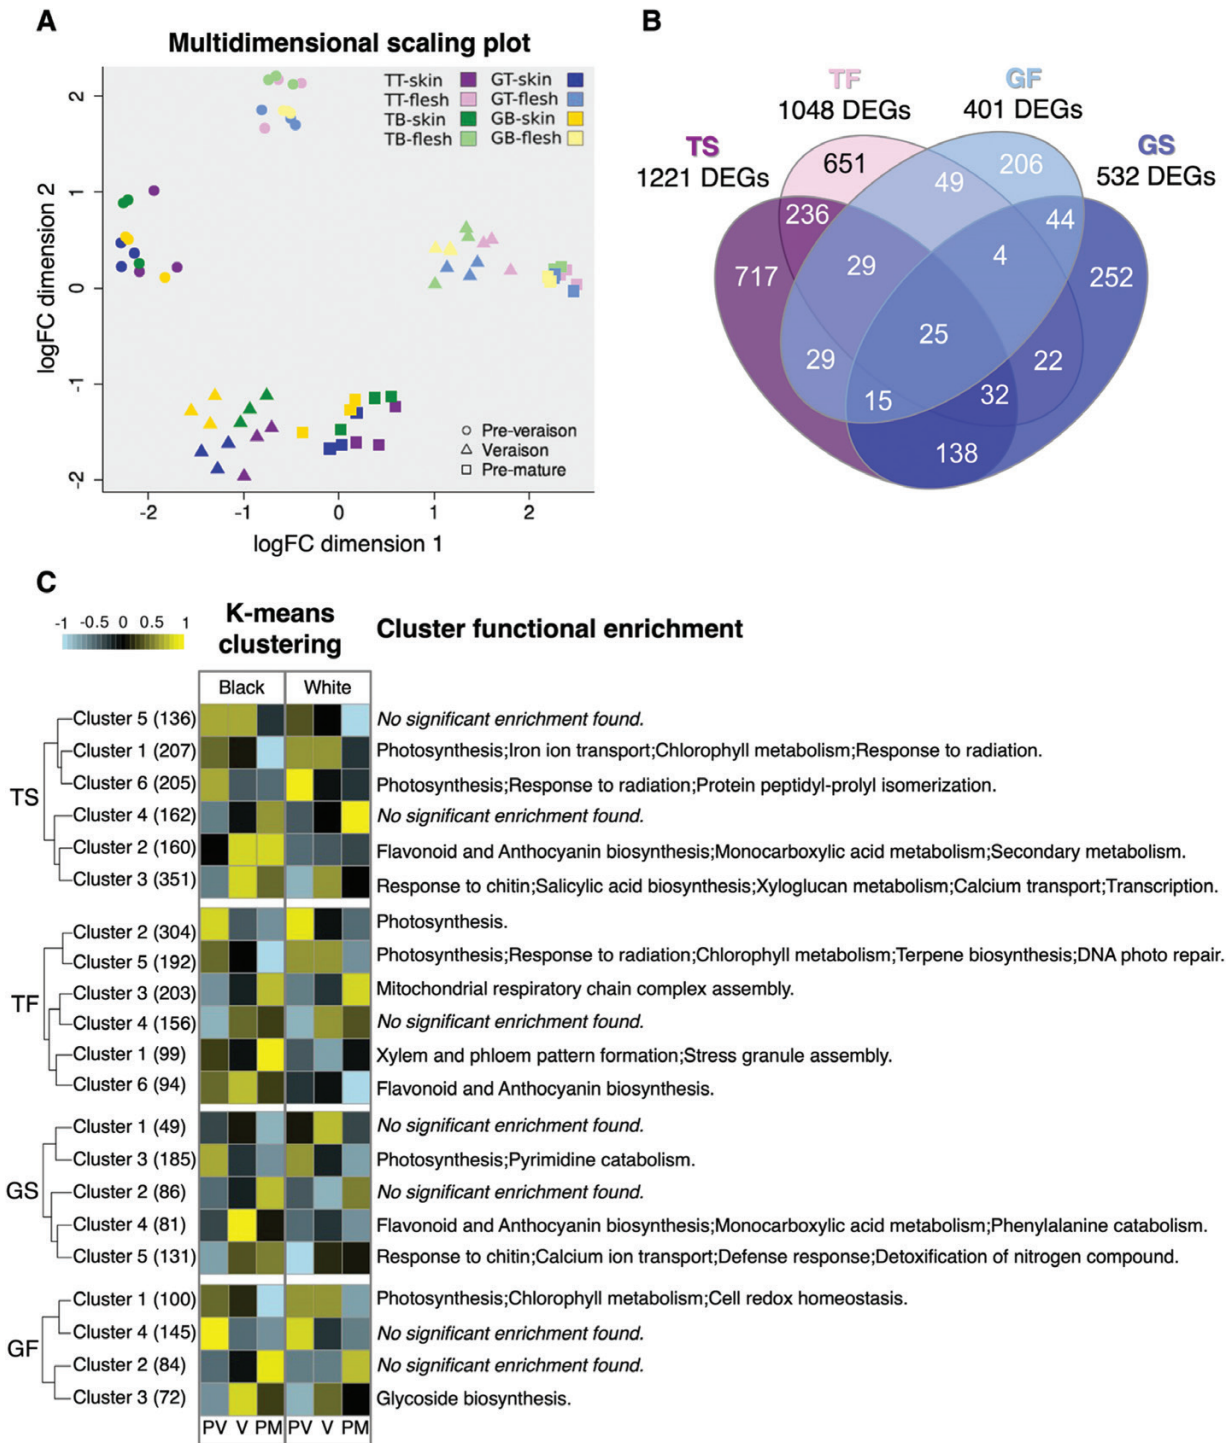 A
Multidimensional scaling plot
TT-skin GT-skin
TT-flesh GT-flesh
TB-skin GB-skin
TB-flesh GB-flesh
2
1
0
-1
-2
logFC dimension 2
Pre-veraison
Veraison
Pre-mature
-2 -1 0 1 2
logFC dimension 1
B
TF GF
1048 DEGs 401 DEGs
TS GS
1221 DEGs 532 DEGs
651 49 206
236 44
717 29 4 252
25
29 22
15 32
138
C
-1 -0.5 0 0.5 1
K-means
clustering
Cluster functional enrichment
Black White
TS
Cluster 5 (136) No significant enrichment found.
Cluster 1 (207) Photosynthesis;Iron ion transport;Chlorophyll metabolism;Response to radiation.
Cluster 6 (205) Photosynthesis;Response to radiation;Protein peptidyl-prolyl isomerization.
Cluster 4 (162) No significant enrichment found.
Cluster 2 (160) Flavonoid and Anthocyanin biosynthesis;Monocarboxylic acid metabolism;Secondary metabolism.
Cluster 3 (351) Response to chitin;Salicylic acid biosynthesis;Xyloglucan metabolism;Calcium transport;Transcription.
TF
Cluster 2 (304) Photosynthesis.
Cluster 5 (192) Photosynthesis;Response to radiation;Chlorophyll metabolism;Terpene biosynthesis;DNA photo repair.
Cluster 3 (203) Mitochondrial respiratory chain complex assembly.
Cluster 4 (156) No significant enrichment found.
Cluster 1 (99) Xylem and phloem pattern formation;Stress granule assembly.
Cluster 6 (94) Flavonoid and Anthocyanin biosynthesis.
GS
Cluster 1 (49) No significant enrichment found.
Cluster 3 (185) Photosynthesis;Pyrimidine catabolism.
Cluster 2 (86) No significant enrichment found.
Cluster 4 (81) Flavonoid and Anthocyanin biosynthesis;Monocarboxylic acid metabolism;Phenylalanine catabolism.
Cluster 5 (131) Response to chitin;Calcium ion transport;Defense response;Detoxification of nitrogen compound.
GF
Cluster 1 (100) Photosynthesis;Chlorophyll metabolism;Cell redox homeostasis.
Cluster 4 (145) No significant enrichment found.
Cluster 2 (84) No significant enrichment found.
Cluster 3 (72) Glycoside biosynthesis.
PV V PM PV V PM